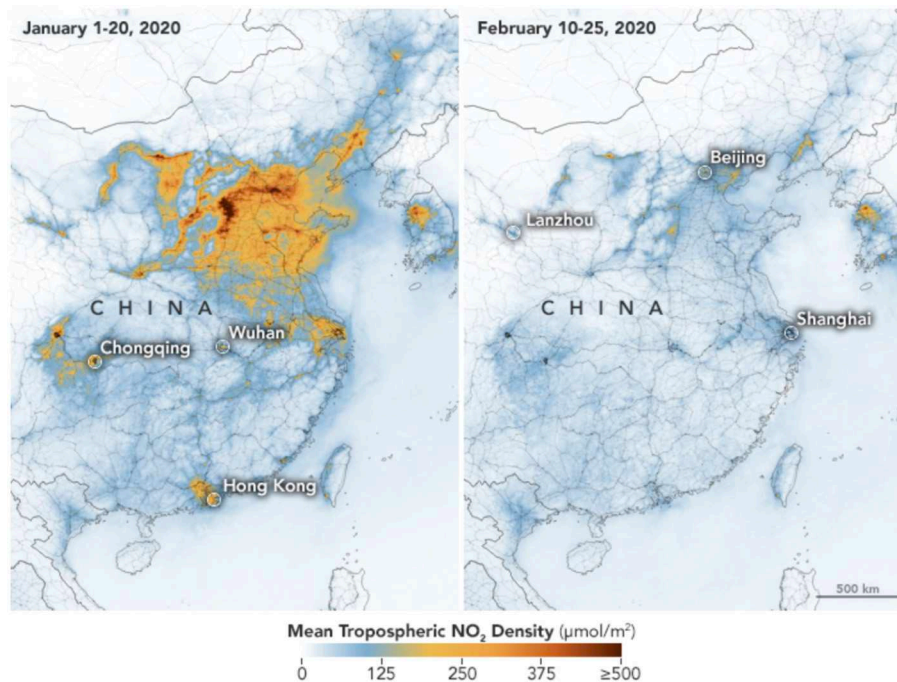 January 1-20, 2020
CHINA
Wuhan
Chongqing
Hong Kong
February 10-25, 2020
Beijing
Lanzhou
CHINA
Shanghai
500 km
Mean Tropospheric NO₂ Density (µmol/m²)
0 125 250 375 ≥500